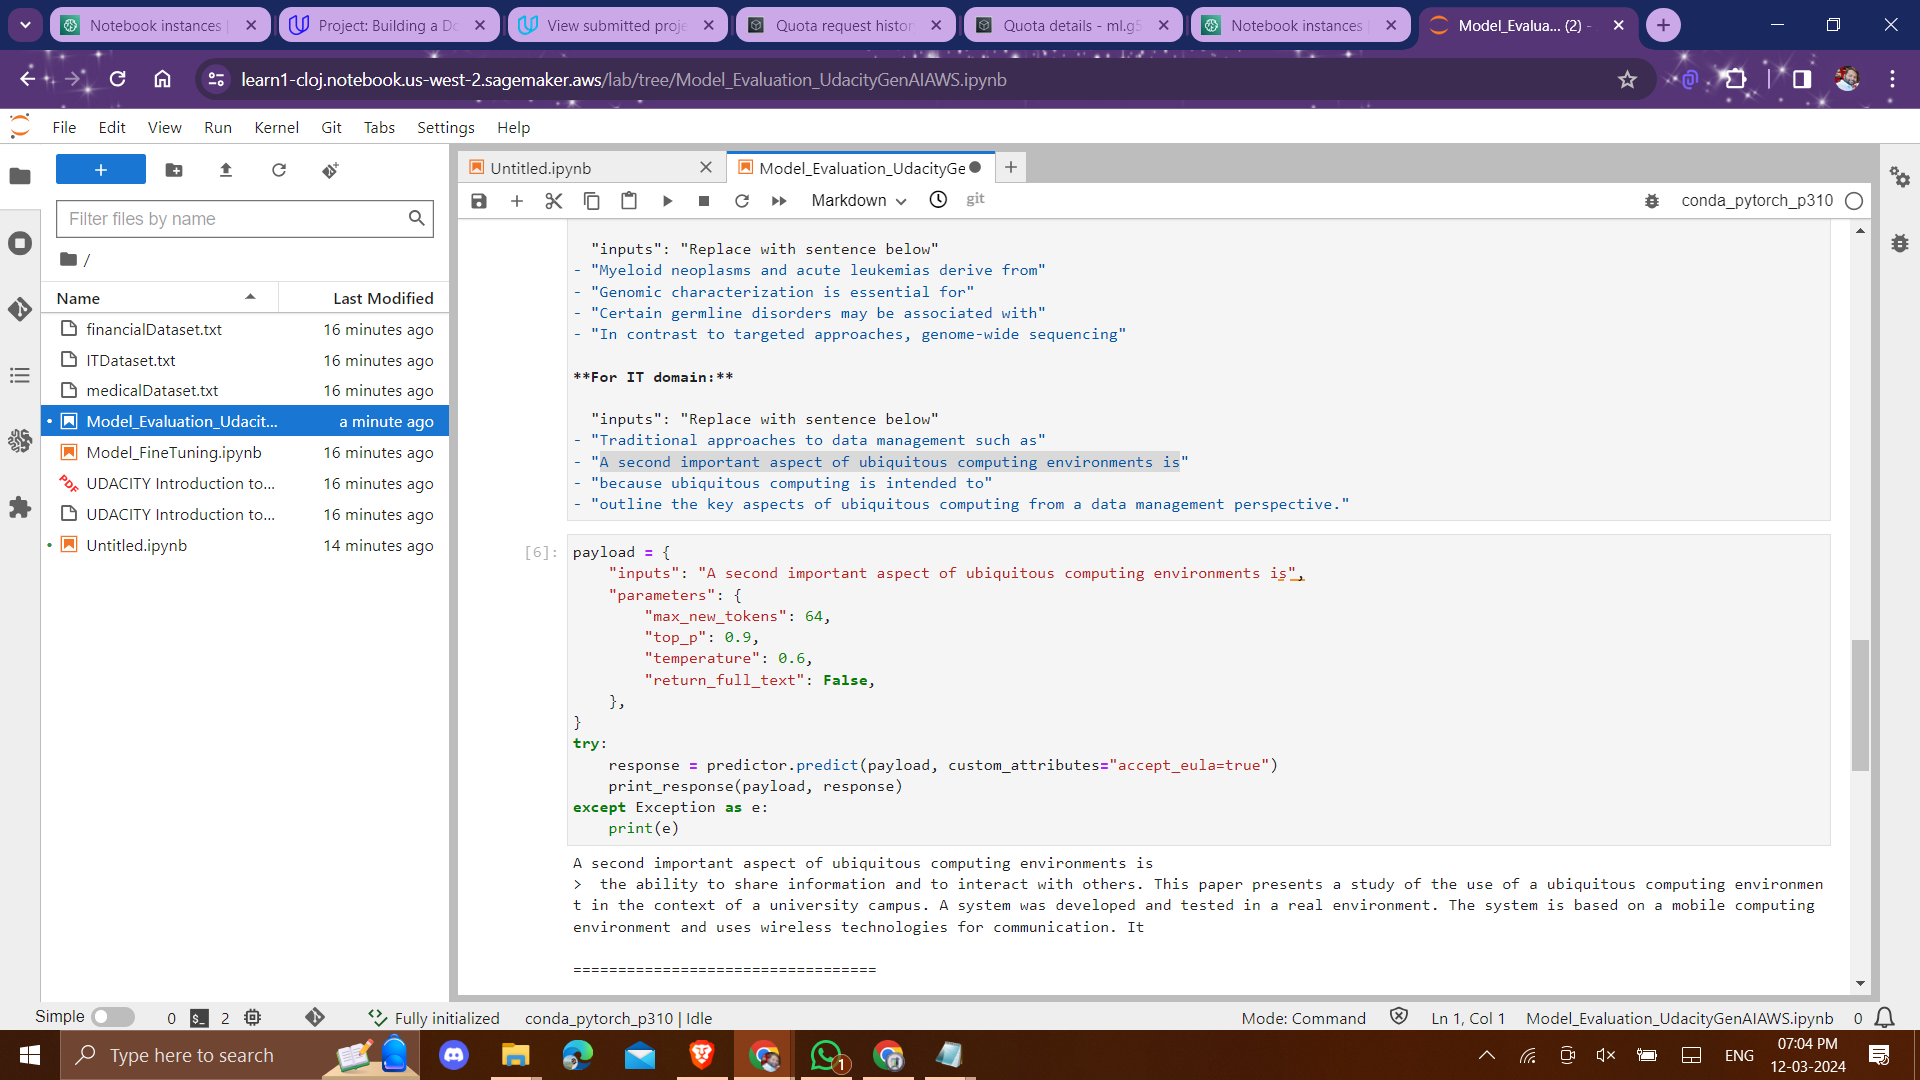 Notebook instances
Project: Building a Do
View submitted proje
Quota request histor
Quota details - ml.g5
Notebook instances
Model_Evalua... (2) -
learn1-cloj.notebook.us-west-2.sagemaker.aws/lab/tree/Model_Evaluation_UdacityGenAIAWS.ipynb
File Edit View Run Kernel Git Tabs Settings Help
Untitled.ipynb
Model_Evaluation_UdacityGe
Markdown
git
conda_pytorch_p310
Filter files by name
/
Name Last Modified
financialDataset.txt 16 minutes ago
ITDataset.txt 16 minutes ago
medicalDataset.txt 16 minutes ago
Model_Evaluation_Udacit... a minute ago
Model_FineTuning.ipynb 16 minutes ago
PDF UDACITY Introduction to... 16 minutes ago
UDACITY Introduction to... 16 minutes ago
Untitled.ipynb 14 minutes ago
"inputs": "Replace with sentence below"
- "Myeloid neoplasms and acute leukemias derive from"
- "Genomic characterization is essential for"
- "Certain germline disorders may be associated with"
- "In contrast to targeted approaches, genome-wide sequencing"
**For IT domain:**
"inputs": "Replace with sentence below"
- "Traditional approaches to data management such as"
- "A second important aspect of ubiquitous computing environments is"
- "because ubiquitous computing is intended to"
- "outline the key aspects of ubiquitous computing from a data management perspective."
[6]: payload = {
"inputs": "A second important aspect of ubiquitous computing environments is",
"parameters": {
"max_new_tokens": 64,
"top_p": 0.9,
"temperature": 0.6,
"return_full_text": False,
},
}
try:
response = predictor.predict(payload, custom_attributes="accept_eula=true")
print_response(payload, response)
except Exception as e:
print(e)
A second important aspect of ubiquitous computing environments is
>  the ability to share information and to interact with others. This paper presents a study of the use of a ubiquitous computing environmen
t in the context of a university campus. A system was developed and tested in a real environment. The system is based on a mobile computing
environment and uses wireless technologies for communication. It
==================================
Simple 0 $_ 2 Fully initialized conda_pytorch_p310 | Idle Mode: Command Ln 1, Col 1 Model_Evaluation_UdacityGenAIAWS.ipynb 0
Type here to search
1
ENG
07:04 PM
12-03-2024